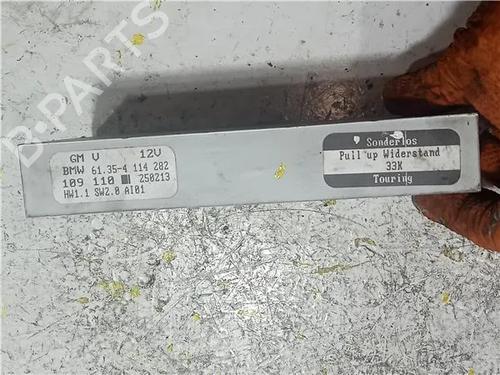 B-PARTS
GM V 12V
BMW 61.35-4 114 282
109 110 250213
HW1.1 SW2.0 AI01
Sonderlos
Pull up Widerstand
33K
Touring